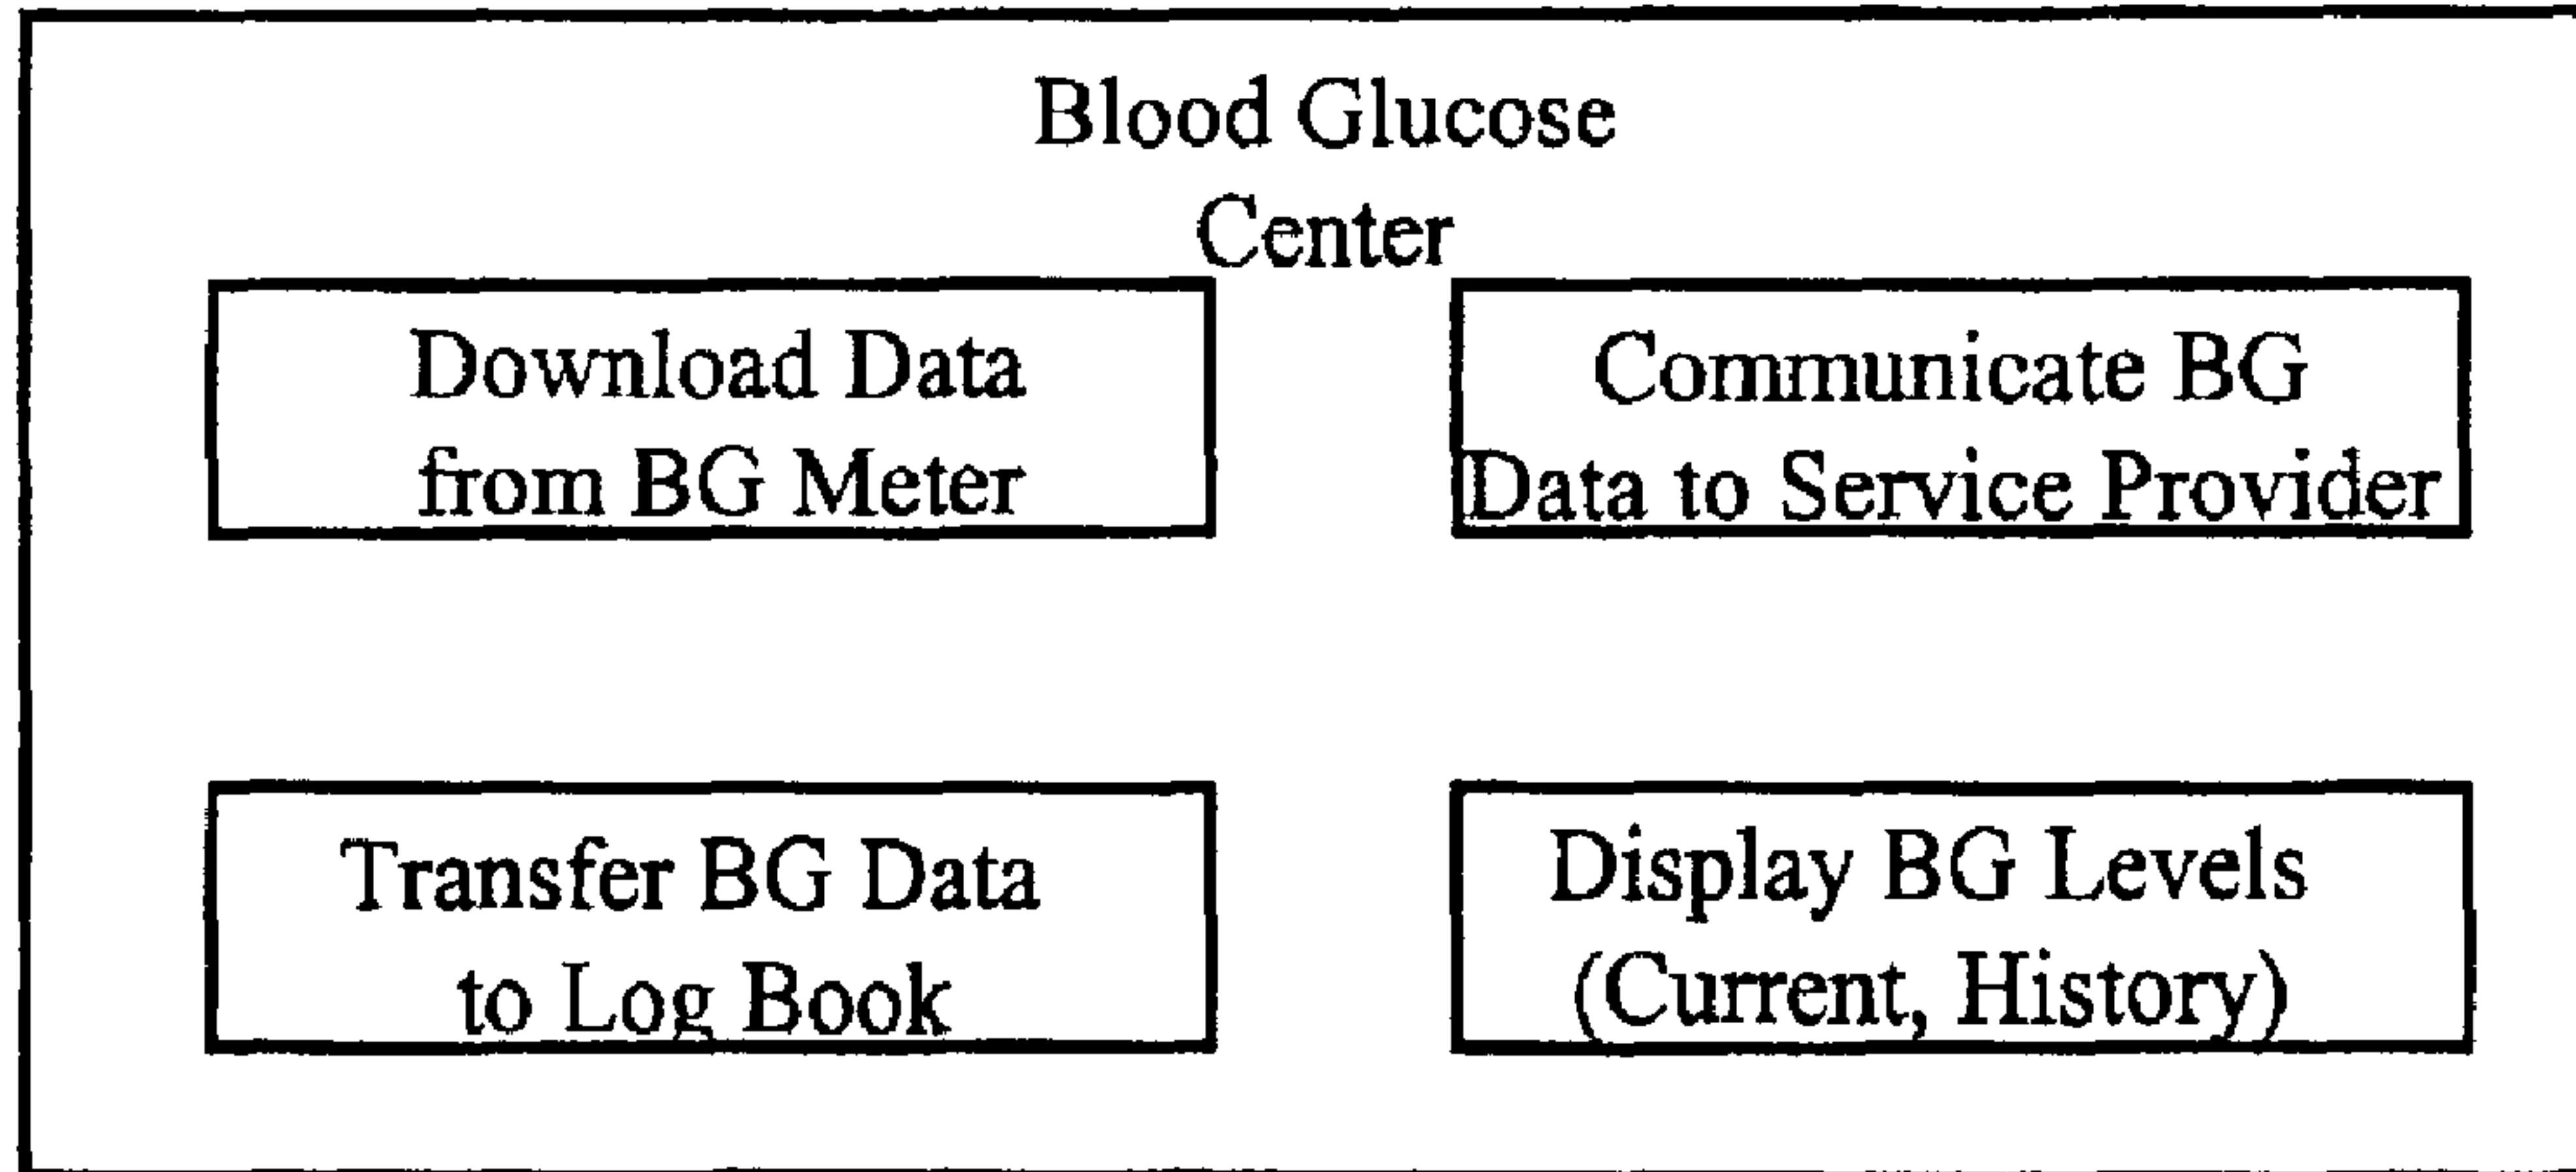 Blood Glucose
Center
Download Data
from BG Meter
Communicate BG
Data to Service Provider
Transfer BG Data
to Log Book
Display BG Levels
(Current, History)